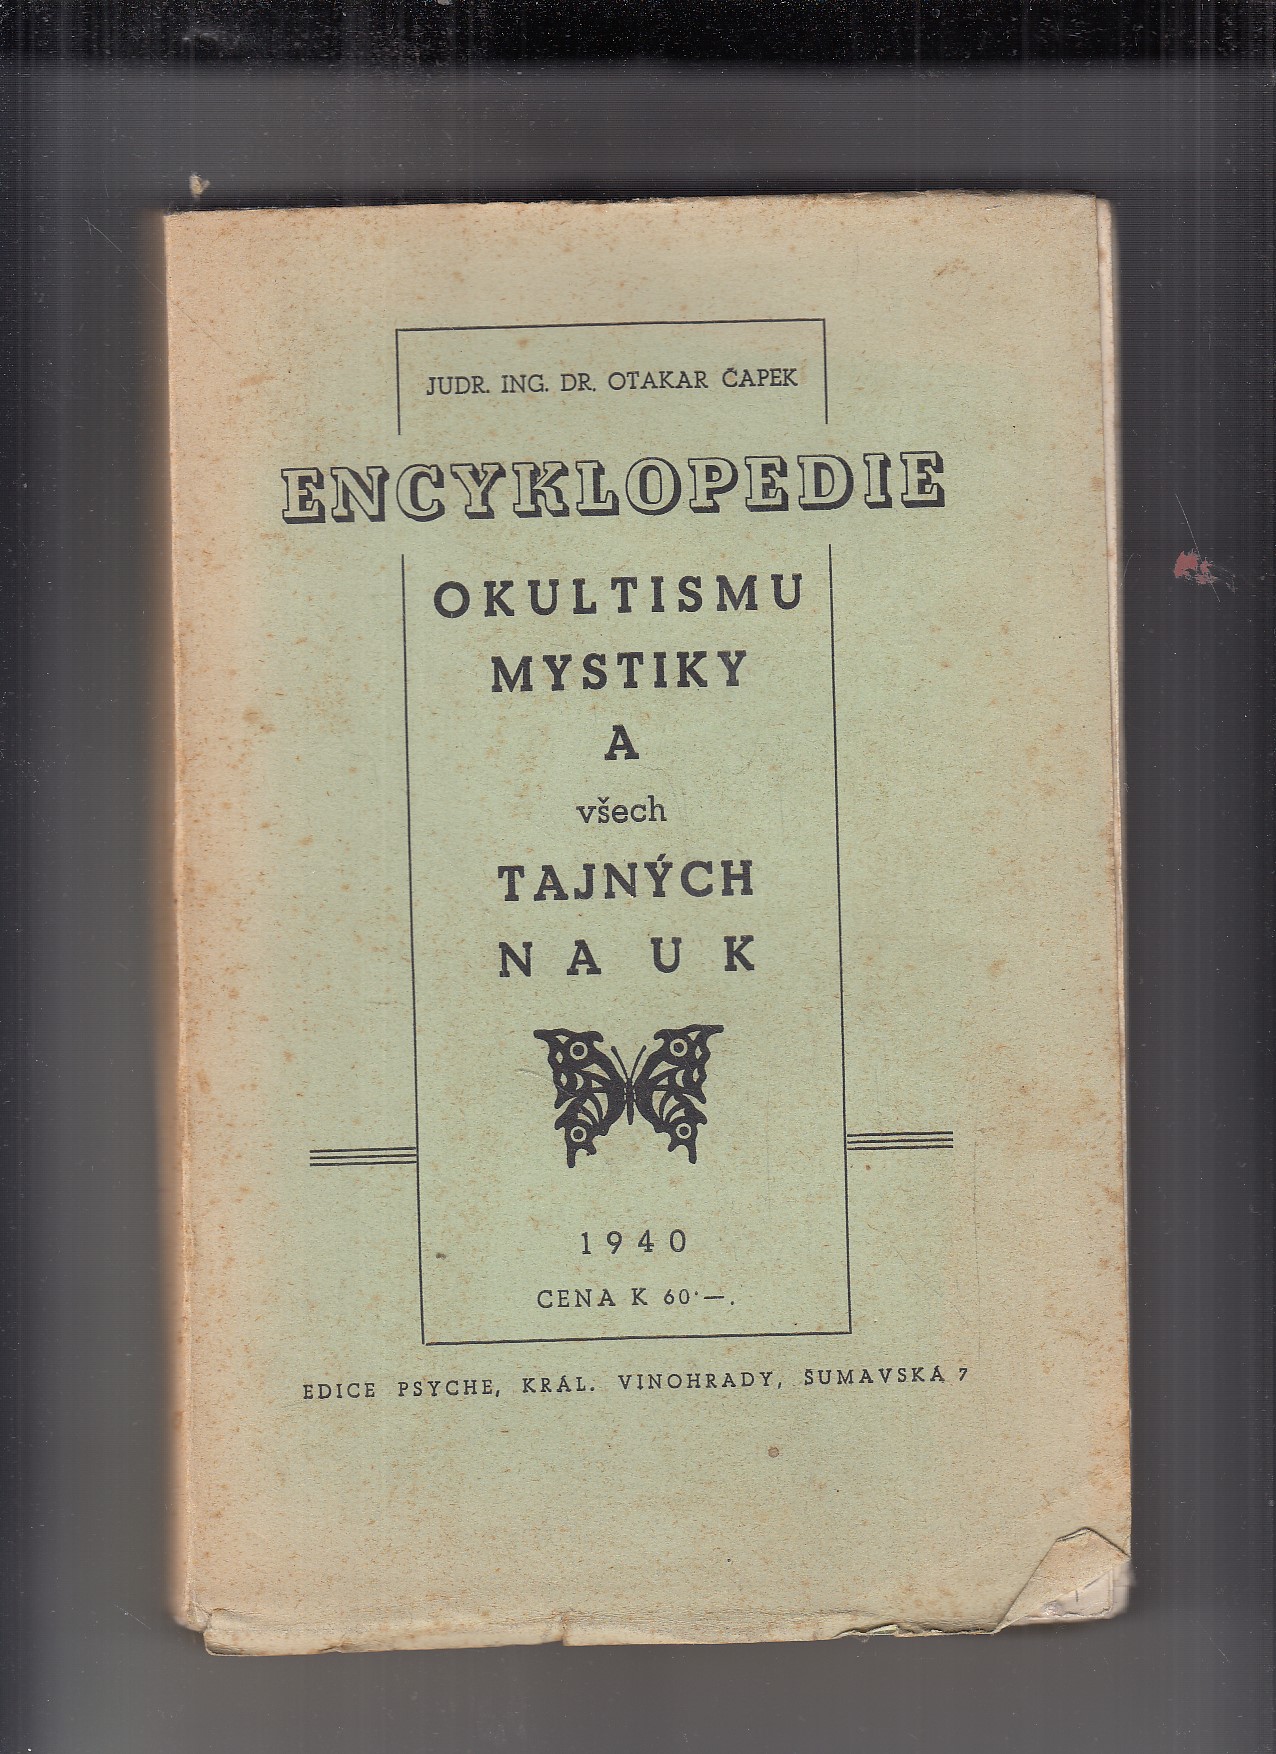 JUDR. ING. DR. OTAKAR ČAPEK
ENCYKLOPEDIE
OKULTISMU
MYSTIKY
A
všech
TAJNÝCH
NAUK
1940
CENA K 60·—.
EDICE PSYCHE, KRÁL. VINOHRADY, ŠUMAVSKÁ 7